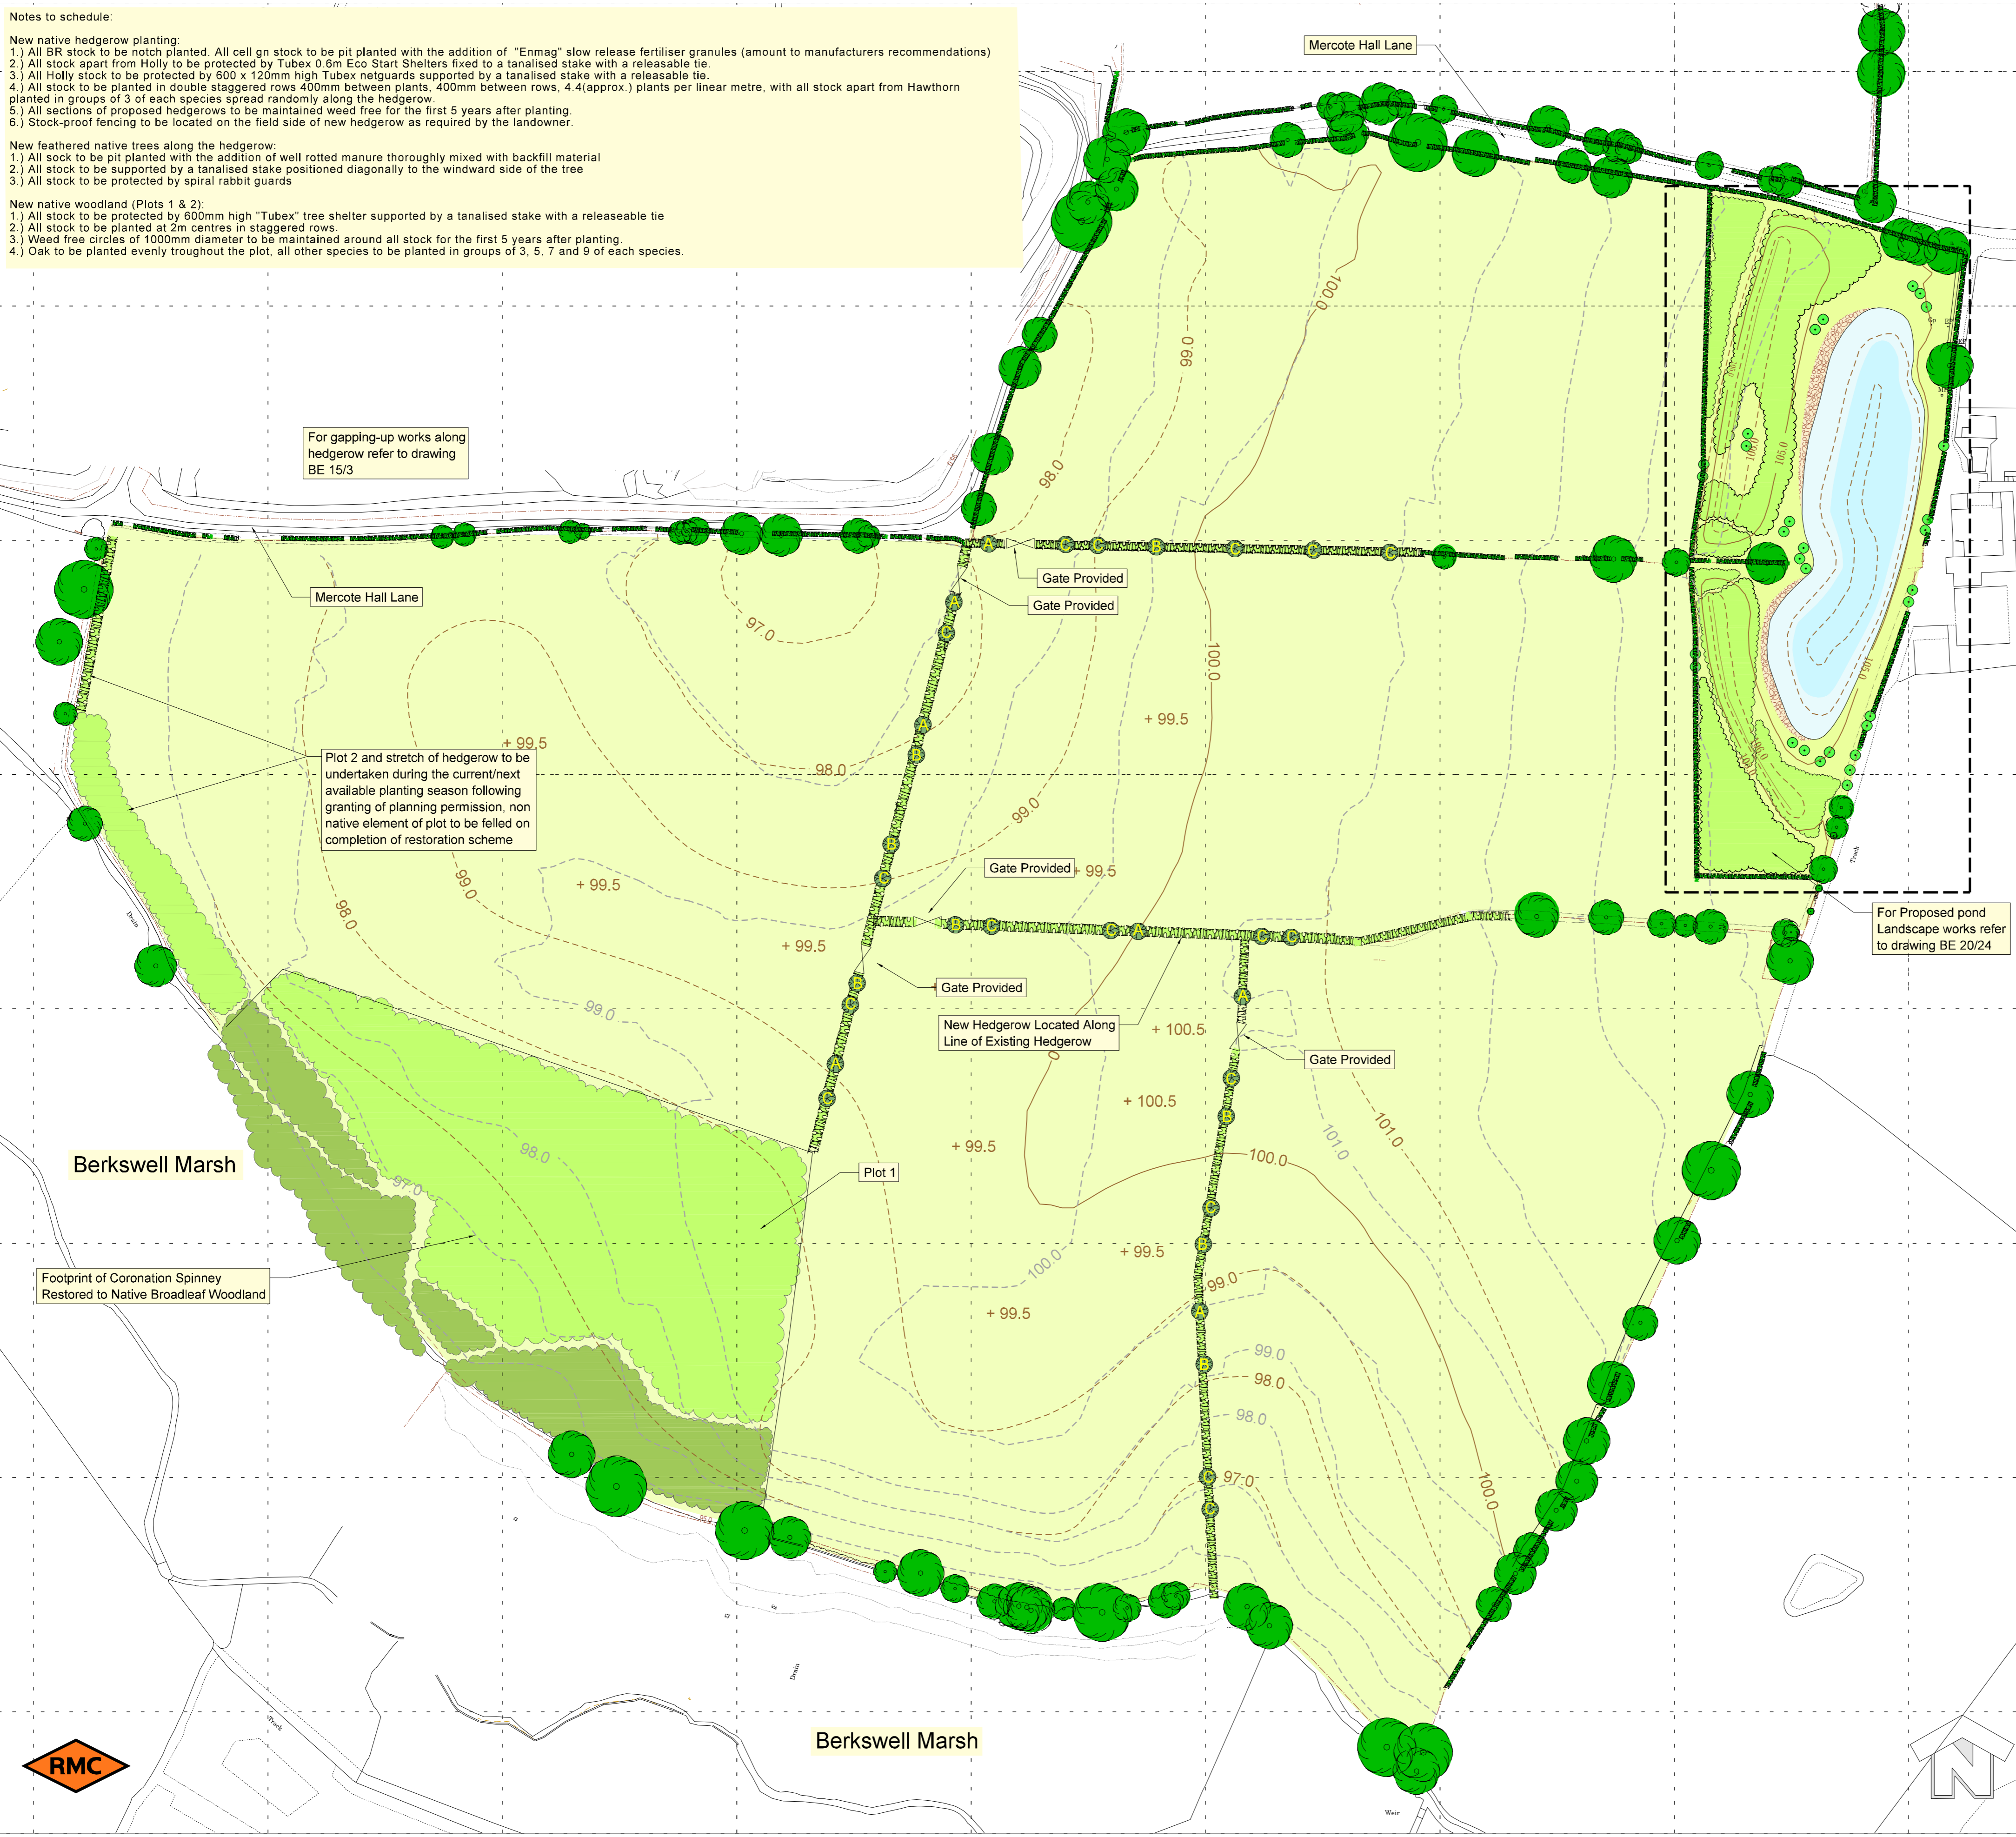 Notes to schedule:
New native hedgerow planting:
1.) All BR stock to be notch planted. All cell gn stock to be pit planted with the addition of "Enmag" slow release fertiliser granules (amount to manufacturers recommendations)
2.) All stock apart from Holly to be protected by Tubex 0.6m Eco Start Shelters fixed to a tanalised stake with a releasable tie.
3.) All Holly stock to be protected by 600 x 120mm high Tubex netguards supported by a tanalised stake with a releasable tie.
4.) All stock to be planted in double staggered rows 400mm between plants, 400mm between rows, 4.4(approx.) plants per linear metre, with all stock apart from Hawthorn
planted in groups of 3 of each species spread randomly along the hedgerow.
5.) All sections of proposed hedgerows to be maintained weed free for the first 5 years after planting.
6.) Stock-proof fencing to be located on the field side of new hedgerow as required by the landowner.
New feathered native trees along the hedgerow:
1.) All sock to be pit planted with the addition of well rotted manure thoroughly mixed with backfill material
2.) All stock to be supported by a tanalised stake positioned diagonally to the windward side of the tree
3.) All stock to be protected by spiral rabbit guards
New native woodland (Plots 1 & 2):
1.) All stock to be protected by 600mm high "Tubex" tree shelter supported by a tanalised stake with a releaseable tie
2.) All stock to be planted at 2m centres in staggered rows.
3.) Weed free circles of 1000mm diameter to be maintained around all stock for the first 5 years after planting.
4.) Oak to be planted evenly troughout the plot, all other species to be planted in groups of 3, 5, 7 and 9 of each species.
Mercote Hall Lane
100.0
99.0
For gapping-up works along
hedgerow refer to drawing
BE 15/3
98.0
106.0
105.0
A
C
C
B
C
C
C
Gate Provided
Gate Provided
Mercote Hall Lane
97.0
A
C
100.0
105.0
+ 99.5
A
B
+ 99.5
98.0
Plot 2 and stretch of hedgerow to be
undertaken during the current/next
available planting season following
granting of planning permission, non
native element of plot to be felled on
completion of restoration scheme
99.0
B
C
Gate Provided
+ 99.5
+ 99.5
99.0
98.0
Track
Drain
B
C
C
A
C
C
For Proposed pond
Landscape works refer
to drawing BE 20/24
+ 99.5
Gate Provided
B
C
A
C
99.0
New Hedgerow Located Along
Line of Existing Hedgerow
+ 100.5
A
Gate Provided
C
B
+ 100.5
101.0
101.0
Berkswell Marsh
98.0
97.0
+ 99.5
100.0
Plot 1
C
B
+ 99.5
100.0
Footprint of Coronation Spinney
Restored to Native Broadleaf Woodland
99.0
+ 99.5
A
B
99.0
98.0
98.0
C
97.0
C
100.0
95.0
Drain
Track
Berkswell Marsh
RMC
N
Weir